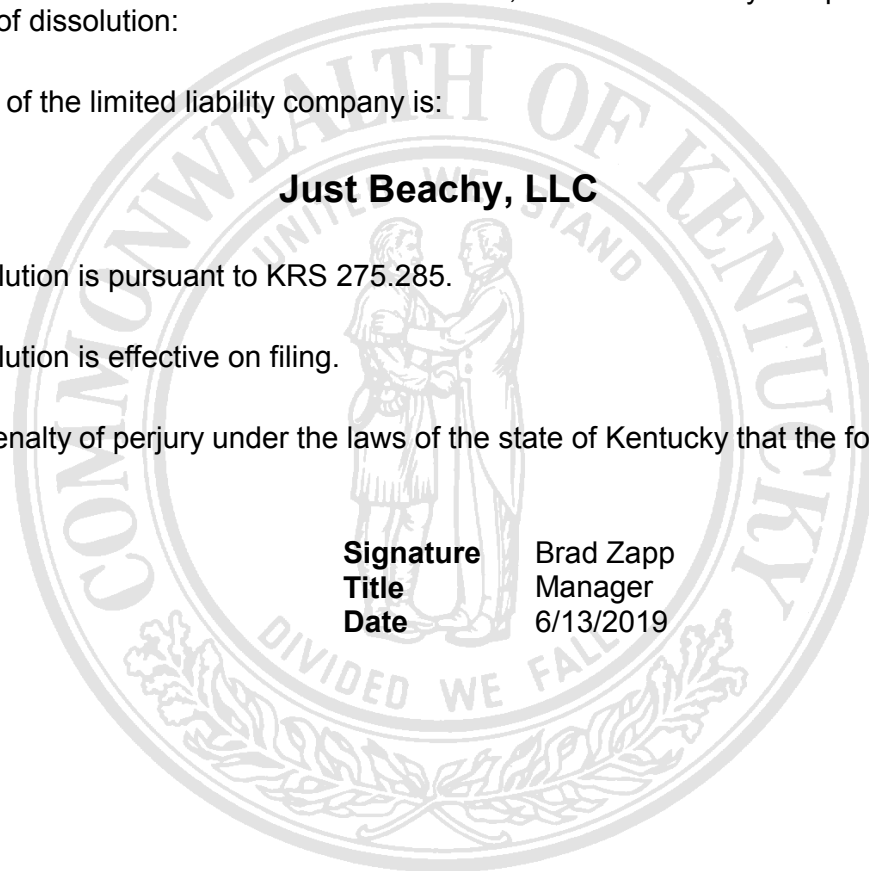 of dissolution:
of the limited liability company is:
Just Beachy, LLC
lution is pursuant to KRS 275.285.
lution is effective on filing.
enalty of perjury under the laws of the state of Kentucky that the fo
Signature Brad Zapp
Title Manager
Date 6/13/2019
COMMONWEALTH OF KENTUCKY
UNITED WE STAND
DIVIDED WE FALL